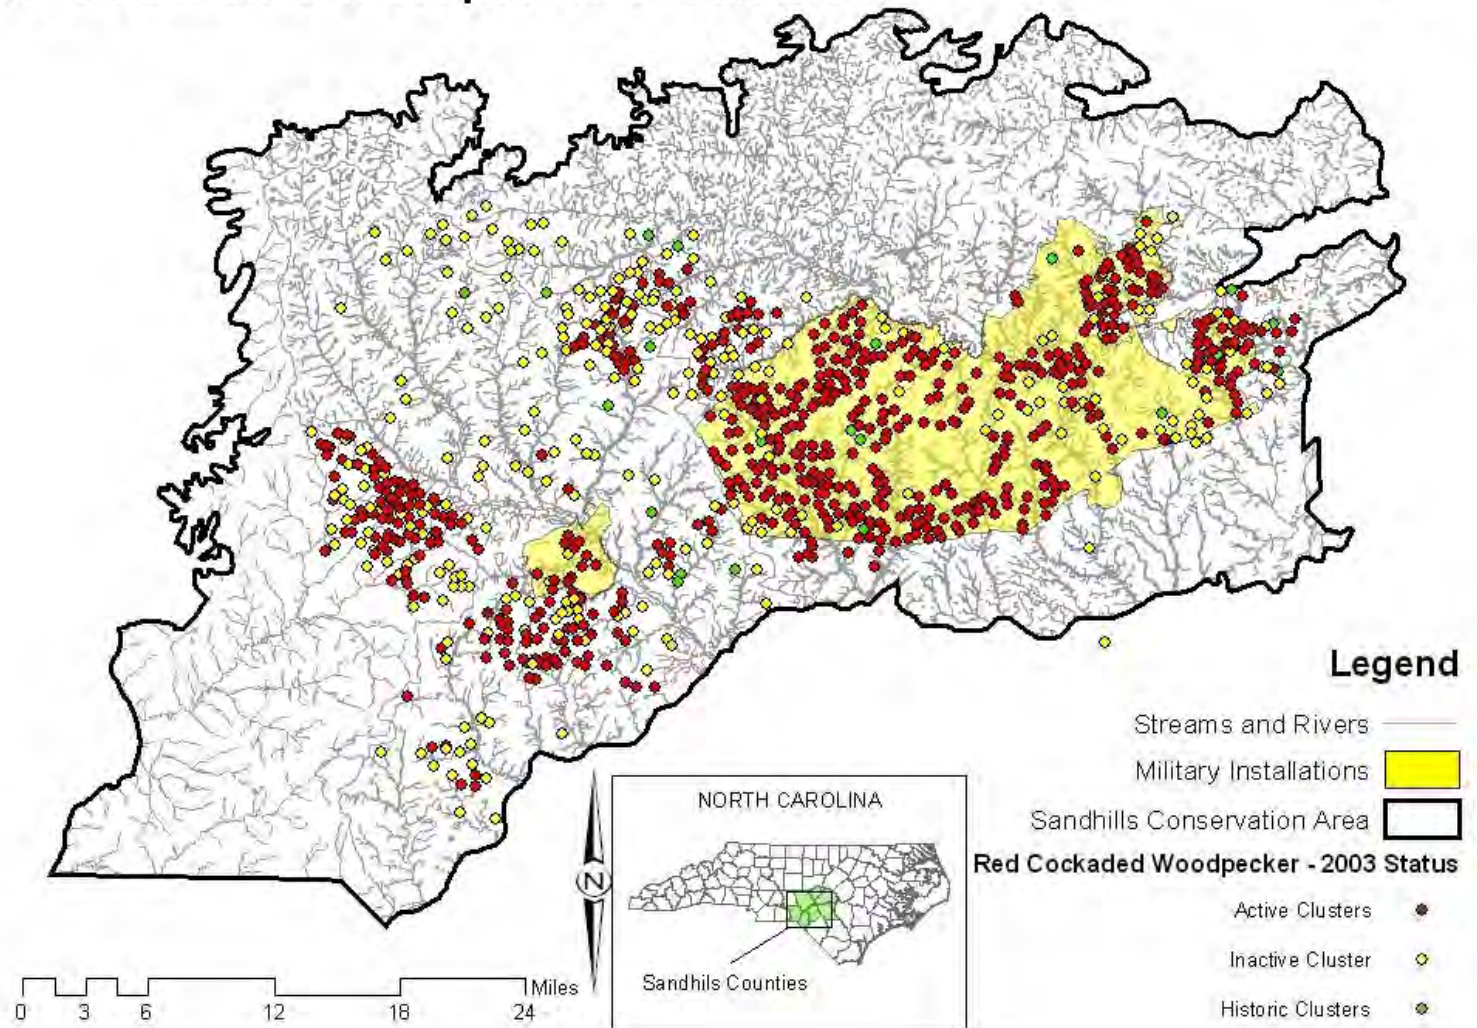 Legend
Streams and Rivers
Military Installations
Sandhills Conservation Area
Red Cockaded Woodpecker - 2003 Status
Active Clusters
Inactive Cluster
Historic Clusters
NORTH CAROLINA
Sandhills Counties
N
Miles
0 3 6 12 18 24